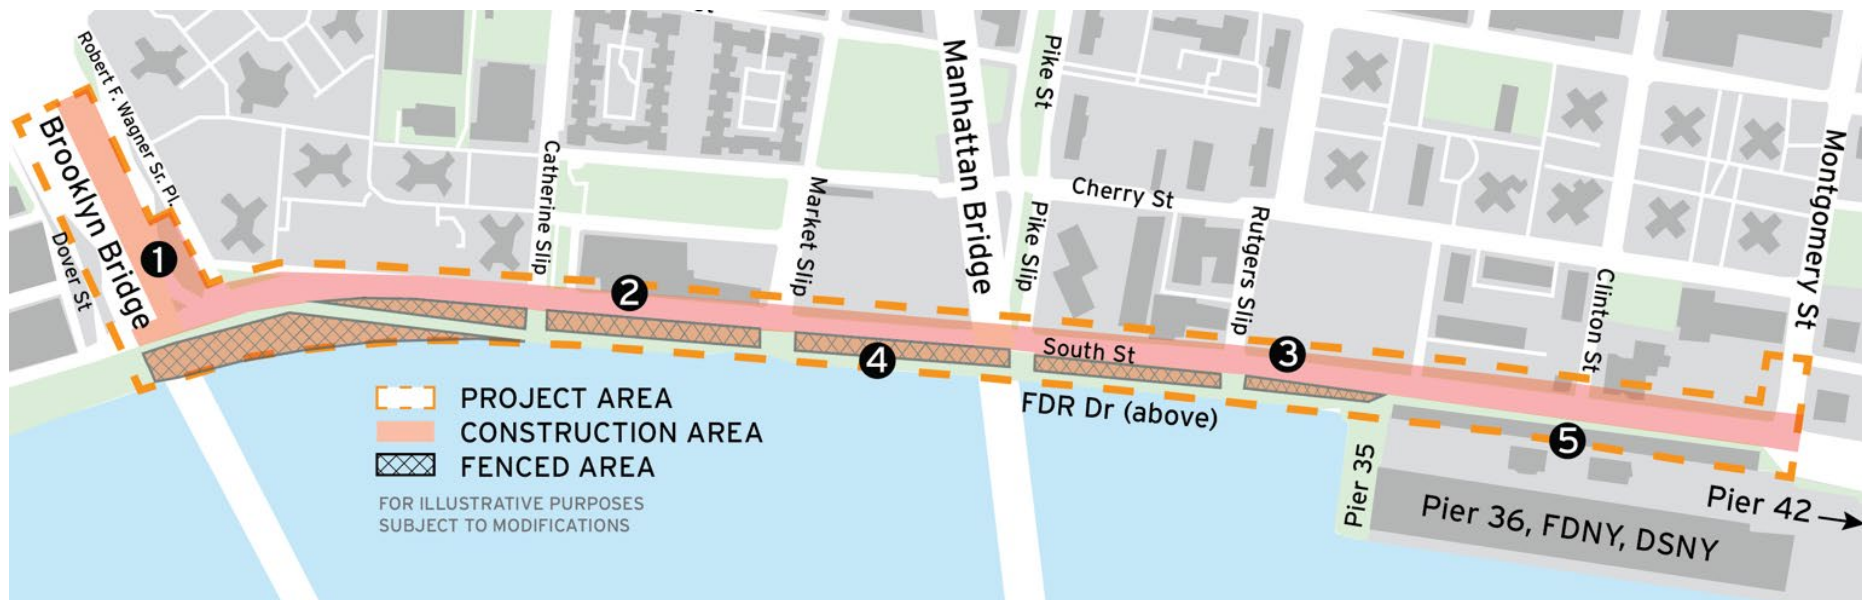 Robert F. Wagner Sr. Pl.
Brooklyn Bridge
Dover St
1
Catherine Slip
2
Market Slip
Manhattan Bridge
Pike St
Pike Slip
Cherry St
Rutgers Slip
Clinton St
Montgomery St
3
4
South St
FDR Dr (above)
5
Pier 35
Pier 36, FDNY, DSNY
Pier 42
PROJECT AREA
CONSTRUCTION AREA
FENCED AREA
FOR ILLUSTRATIVE PURPOSES
SUBJECT TO MODIFICATIONS